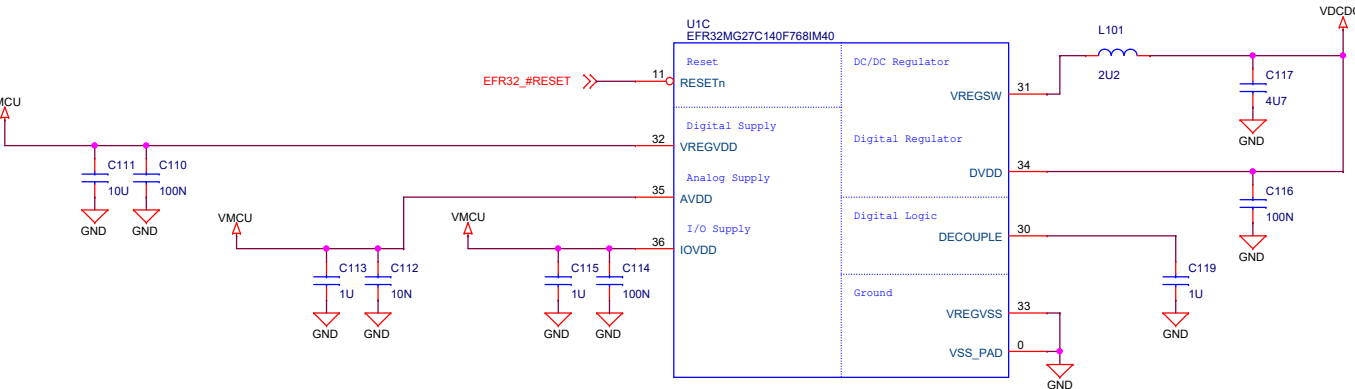 VDCDC
U1C
EFR32MG27C140F768IM40
L101
2U2
Reset
DC/DC Regulator
EFR32_#RESET
11
RESETn
31
VREGSW
C117
4U7
GND
MCU
Digital Supply
Digital Regulator
32
VREGVDD
C111
10U
C110
100N
GND
GND
Analog Supply
34
DVDD
35
AVDD
C116
100N
GND
VMCU
VMCU
I/O Supply
Digital Logic
36
IOVDD
30
DECOUPLE
C113
1U
C112
10N
C115
1U
C114
100N
C119
1U
GND
GND
GND
GND
GND
Ground
33
VREGVSS
0
VSS_PAD
GND